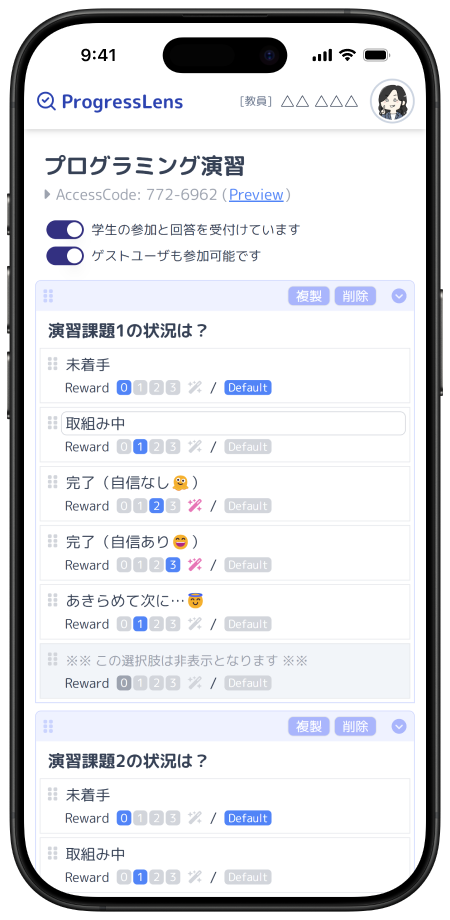 9:41
ProgressLens [教員] △△ △△△
プログラミング演習
AccessCode: 772-6962 (Preview)
学生の参加と回答を受付けています
ゲストユーザも参加可能です
複製 削除
演習課題1の状況は？
未着手
Reward 0 1 2 3 / Default
取組み中
Reward 0 1 2 3 / Default
完了（自信なし🫠）
Reward 0 1 2 3 / Default
完了（自信あり😄）
Reward 0 1 2 3 / Default
あきらめて次に…😇
Reward 0 1 2 3 / Default
※※ この選択肢は非表示となります ※※
Reward 0 1 2 3 / Default
複製 削除
演習課題2の状況は？
未着手
Reward 0 1 2 3 / Default
取組み中
Reward 0 1 2 3 / Default